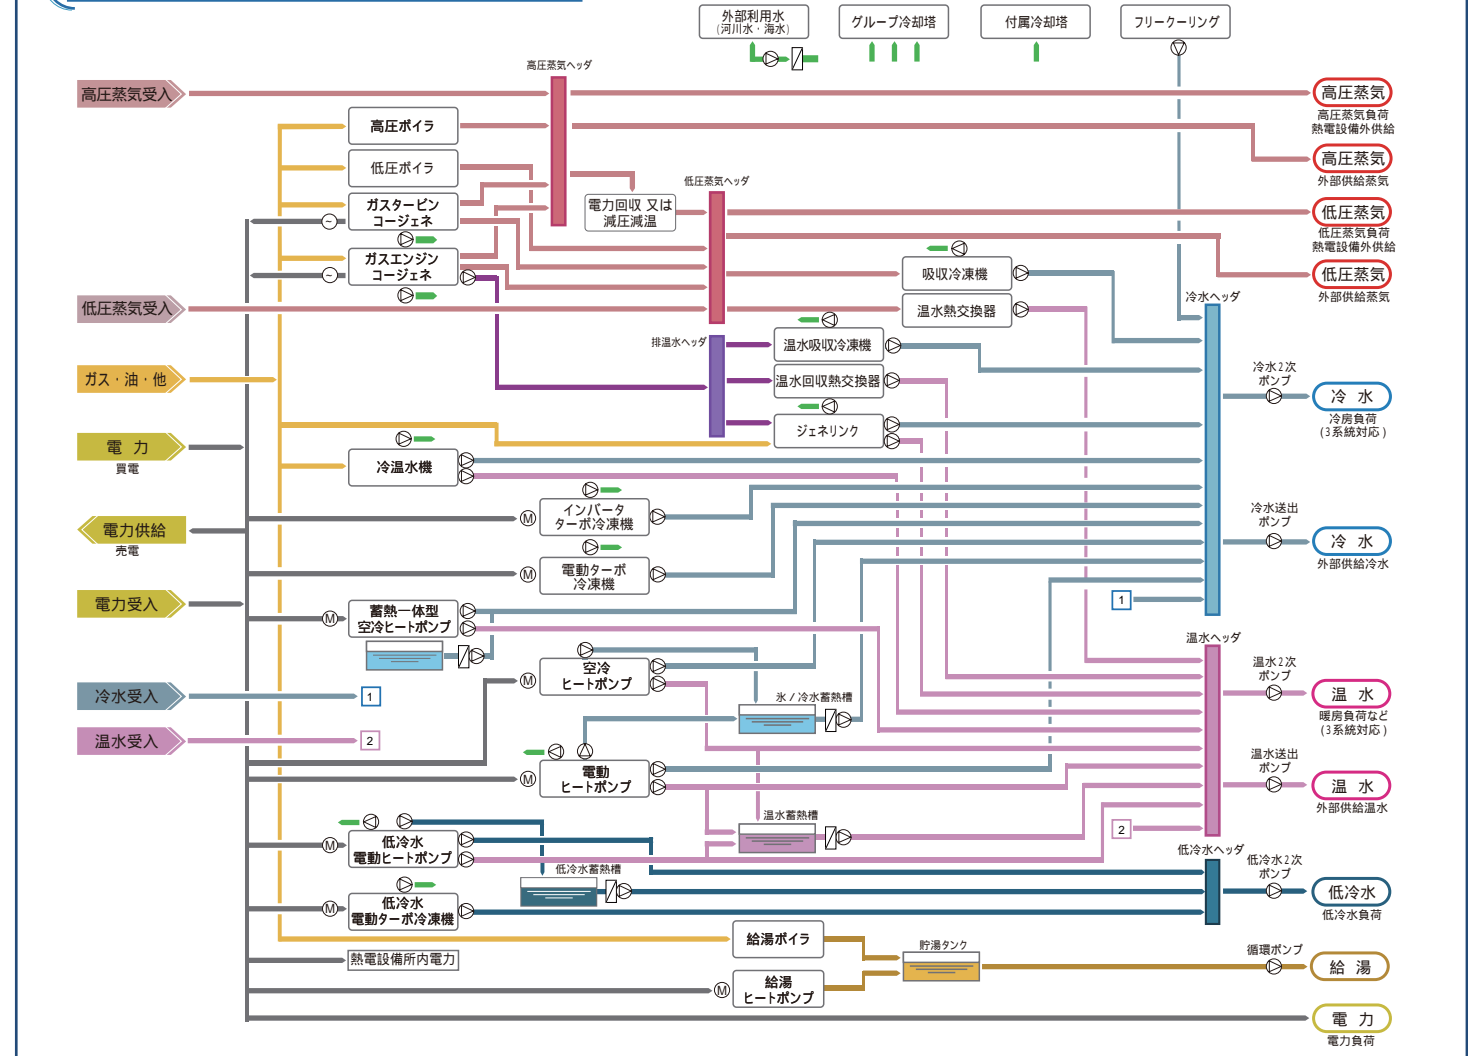 外部利用水
(河川水・海水)
グループ冷却塔
付属冷却塔
フリークーリング
高圧蒸気ヘッダ
高圧蒸気受入
高圧蒸気
高圧蒸気負荷
熱電設備外供給
高圧ボイラ
高圧蒸気
外部供給蒸気
低圧ボイラ
低圧蒸気ヘッダ
ガスタービン
コージェネ
~
電力回収 又は
減圧減温
低圧蒸気
低圧蒸気負荷
熱電設備外供給
ガスエンジン
コージェネ
~
吸収冷凍機
低圧蒸気
外部供給蒸気
低圧蒸気受入
温水熱交換器
冷水ヘッダ
排温水ヘッダ
温水吸収冷凍機
ガス・油・他
温水回収熱交換器
冷水2次
ポンプ
冷 水
冷房負荷
(3系統対応)
ジェネリンク
電 力
買電
冷温水機
電力供給
売電
M
インバータ
ターボ冷凍機
冷水送出
ポンプ
冷 水
外部供給冷水
M
電動ターボ
冷凍機
電力受入
M
蓄熱一体型
空冷ヒートポンプ
1
温水ヘッダ
冷水受入
1
M
空冷
ヒートポンプ
氷/冷水蓄熱槽
温水2次
ポンプ
温 水
暖房負荷など
(3系統対応)
温水受入
2
M
電動
ヒートポンプ
温水送出
ポンプ
温 水
外部供給温水
温水蓄熱槽
2
M
低冷水
電動ヒートポンプ
低冷水ヘッダ
低冷水蓄熱槽
低冷水2次
ポンプ
低冷水
低冷水負荷
M
低冷水
電動ターボ冷凍機
給湯ボイラ
貯湯タンク
循環ポンプ
給 湯
熱電設備所内電力
M
給湯
ヒートポンプ
電 力
電力負荷